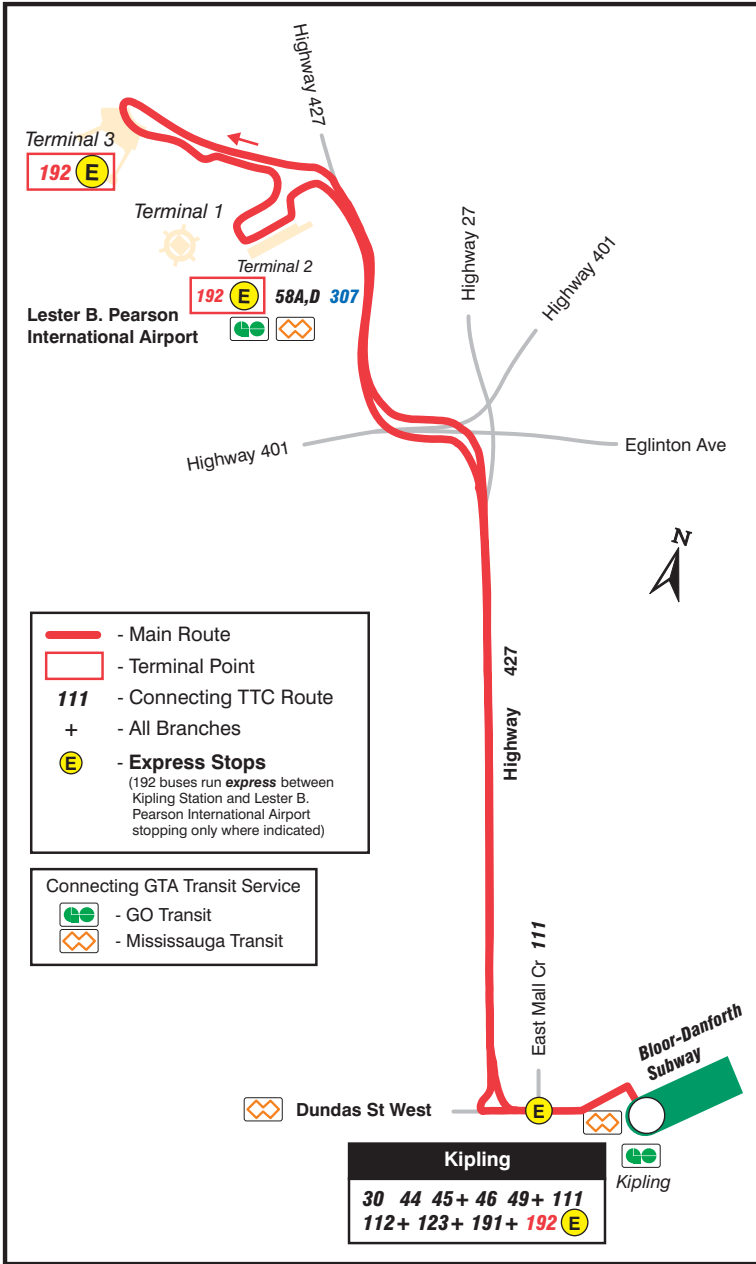 Highway 427
Terminal 3
192 E
Terminal 1
Terminal 2
192 E 58A,D 307
Lester B. Pearson
International Airport
Highway 27
Highway 401
Highway 401
Eglinton Ave
N
- Main Route
- Terminal Point
111 - Connecting TTC Route
+ - All Branches
E - Express Stops
(192 buses run express between
Kipling Station and Lester B.
Pearson International Airport
stopping only where indicated)
Highway 427
Connecting GTA Transit Service
- GO Transit
- Mississauga Transit
East Mall Cr 111
Bloor-Danforth
Subway
Dundas St West
E
Kipling
Kipling
30 44 45+ 46 49+ 111
112+ 123+ 191+ 192 E